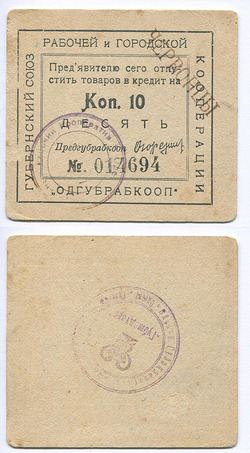 ГУБЕРНСКИЙ СОЮЗ
РАБОЧЕЙ и ГОРОДСКОЙ
КООПЕРАЦИИ
ЧЕРВОНЦЫ
Пред'явителю сего отпу-
стить товаров в кредит на
Коп. 10
ДЕСЯТЬ
Предгубрабкооп
№. 014694
"ОДГУБРАБКООП"